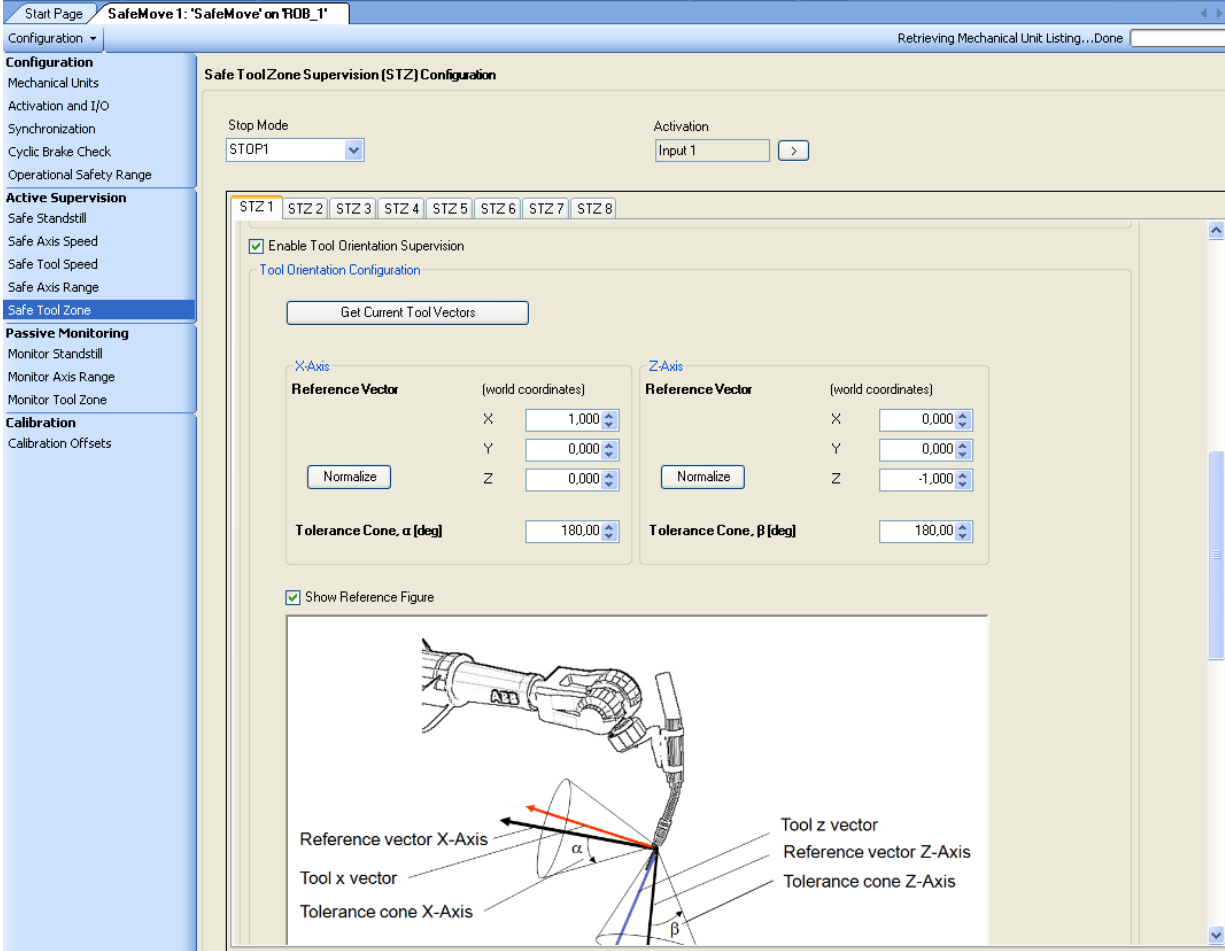 Start Page
SafeMove 1: 'SafeMove' on 'ROB_1'
Configuration
Retrieving Mechanical Unit Listing...Done
Configuration
Mechanical Units
Activation and I/O
Synchronization
Cyclic Brake Check
Operational Safety Range
Active Supervision
Safe Standstill
Safe Axis Speed
Safe Tool Speed
Safe Axis Range
Safe Tool Zone
Passive Monitoring
Monitor Standstill
Monitor Axis Range
Monitor Tool Zone
Calibration
Calibration Offsets
Safe Tool Zone Supervision (STZ) Configuration
Stop Mode
STOP1
Activation
Input 1
>
STZ 1 STZ 2 STZ 3 STZ 4 STZ 5 STZ 6 STZ 7 STZ 8
Enable Tool Orientation Supervision
Tool Orientation Configuration
Get Current Tool Vectors
X-Axis
Reference Vector (world coordinates)
X 1,000
Y 0,000
Normalize Z 0,000
Tolerance Cone, α [deg] 180,00
Z-Axis
Reference Vector (world coordinates)
X 0,000
Y 0,000
Normalize Z -1,000
Tolerance Cone, β [deg] 180,00
Show Reference Figure
ABB
Reference vector X-Axis
α
Tool x vector
Tolerance cone X-Axis
Tool z vector
Reference vector Z-Axis
Tolerance cone Z-Axis
β